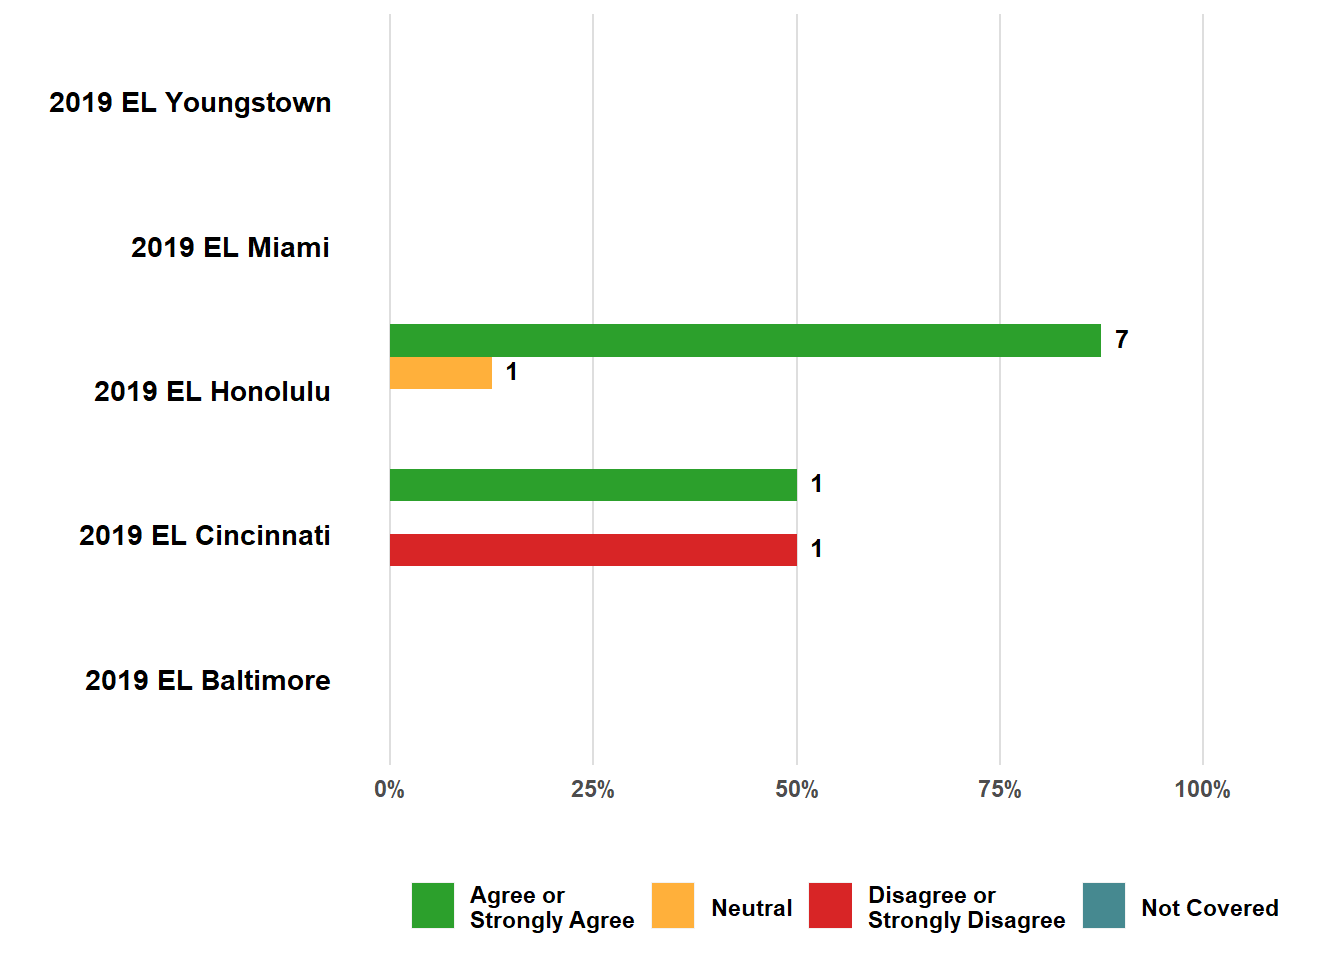 2019 EL Youngstown
2019 EL Miami
7
1
2019 EL Honolulu
1
2019 EL Cincinnati
1
2019 EL Baltimore
0%
25%
50%
75%
100%
Agree or
Strongly Agree
Neutral
Disagree or
Strongly Disagree
Not Covered